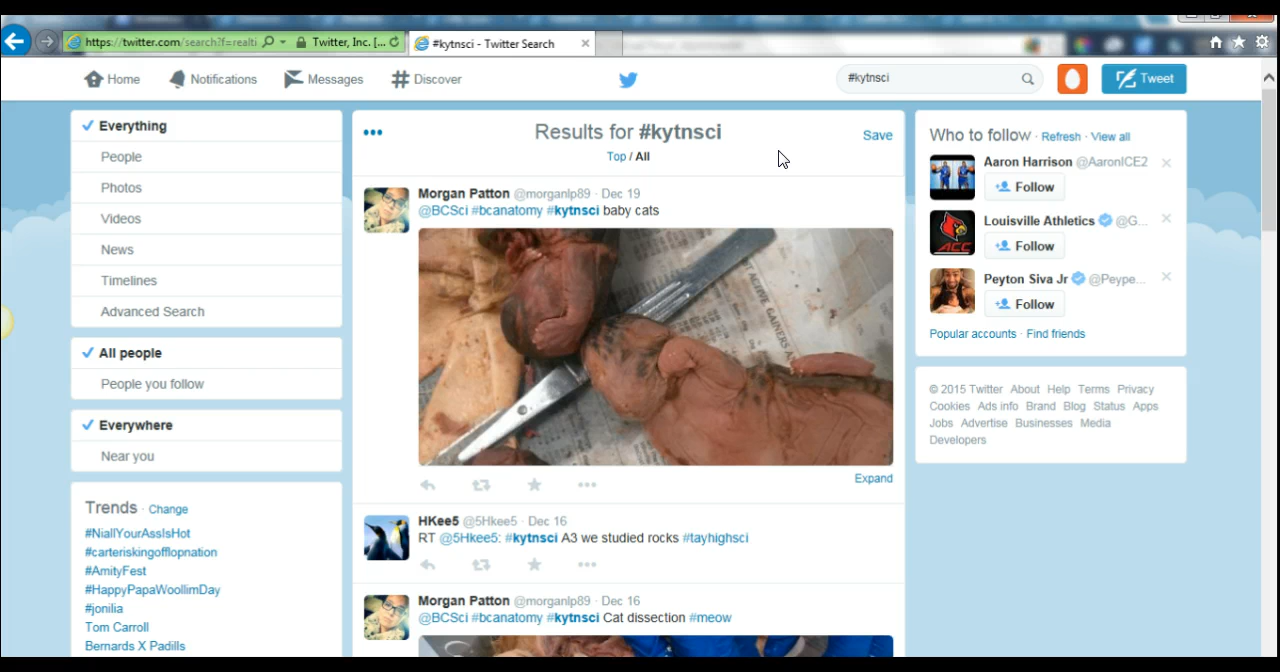 https://twitter.com/search?f=realti
Twitter, Inc. [...
#kytnsci - Twitter Search
Home
Notifications
Messages
Discover
#kytnsci
Tweet
Everything
People
Photos
Videos
News
Timelines
Advanced Search
All people
People you follow
Everywhere
Near you
Trends · Change
#NiallYourAssIsHot
#carteriskingofflopnation
#AmityFest
#HappyPapaWoollimDay
#jonilia
Tom Carroll
Bernards X Padills
Results for #kytnsci
Save
Top / All
Morgan Patton @morganlp89 · Dec 19
@BCSci #bcanatomy #kytnsci baby cats
ACTIVE GAINERS
Expand
HKee5 @5Hkee5 · Dec 16
RT @5Hkee5: #kytnsci A3 we studied rocks #tayhighsci
Morgan Patton @morganlp89 · Dec 16
@BCSci #bcanatomy #kytnsci Cat dissection #meow
Who to follow · Refresh · View all
Aaron Harrison @AaronICE2
Follow
Louisville Athletics @G...
Follow
Peyton Siva Jr @Peype...
Follow
Popular accounts · Find friends
© 2015 Twitter About Help Terms Privacy
Cookies Ads info Brand Blog Status Apps
Jobs Advertise Businesses Media
Developers